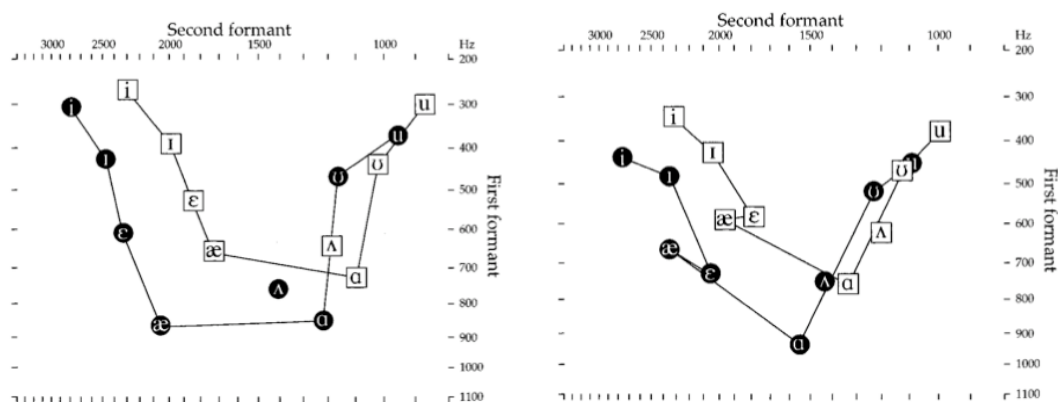 Second formant
3000 2500 2000 1500 1000 Hz
200
300
400
500
600
700
800
900
1000
1100
First formant
i
i
ɪ
ɪ
ɛ
ɛ
æ
æ
ʌ
ʌ
ɑ
ɑ
ʊ
ʊ
u
u
Second formant
3000 2500 2000 1500 1000 Hz
200
300
400
500
600
700
800
900
1000
1100
First formant
i
i
ɪ
ɪ
æ
ɛ
æ
ɛ
ʌ
ʌ
ɑ
ɑ
ʊ
ʊ
u